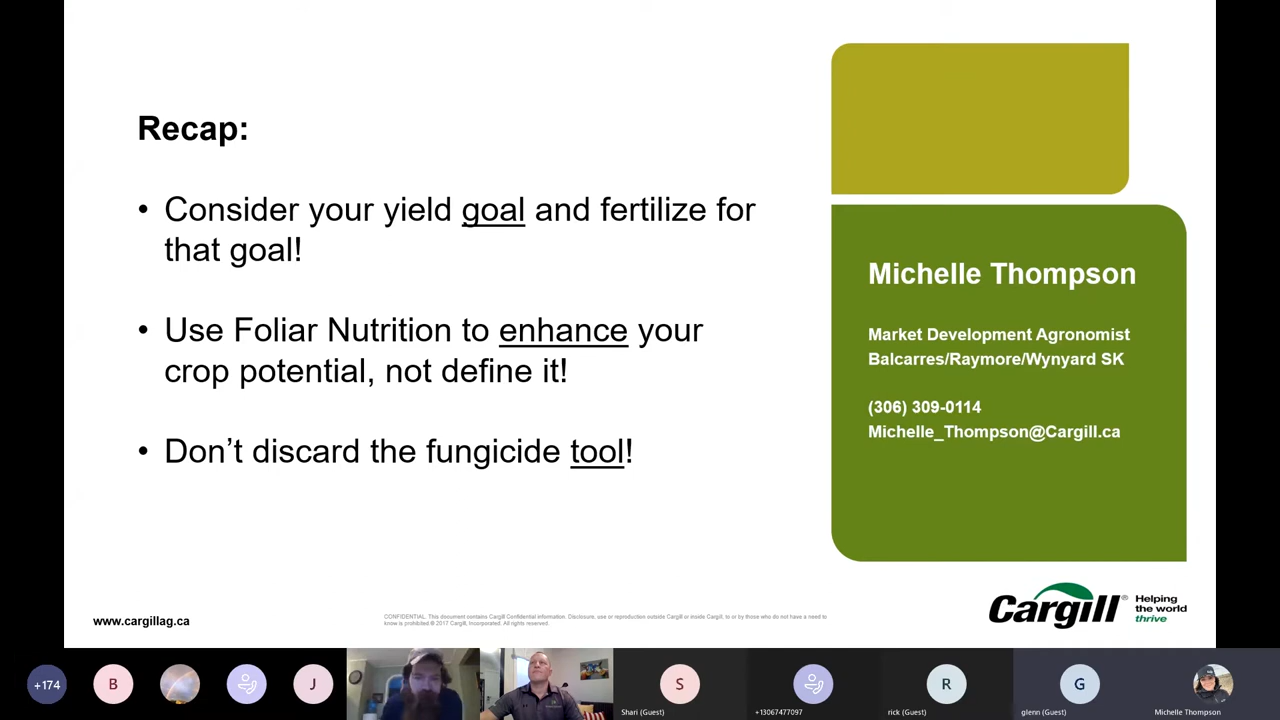 Recap:
• Consider your yield goal and fertilize for
that goal!
• Use Foliar Nutrition to enhance your
crop potential, not define it!
• Don’t discard the fungicide tool!
Michelle Thompson
Market Development Agronomist
Balcarres/Raymore/Wynyard SK
(306) 309-0114
Michelle_Thompson@Cargill.ca
www.cargillag.ca
CONFIDENTIAL. This document contains Cargill Confidential information. Disclosure, use or reproduction outside Cargill or inside Cargill, to or by those who do not have a need to
know is prohibited © 2017 Cargill, Incorporated. All rights reserved.
Cargill®
Helping
the world
thrive
+174
B
J
S
R
G
Shari (Guest)
+13067477097
rick (Guest)
glenn (Guest)
Michelle Thompson